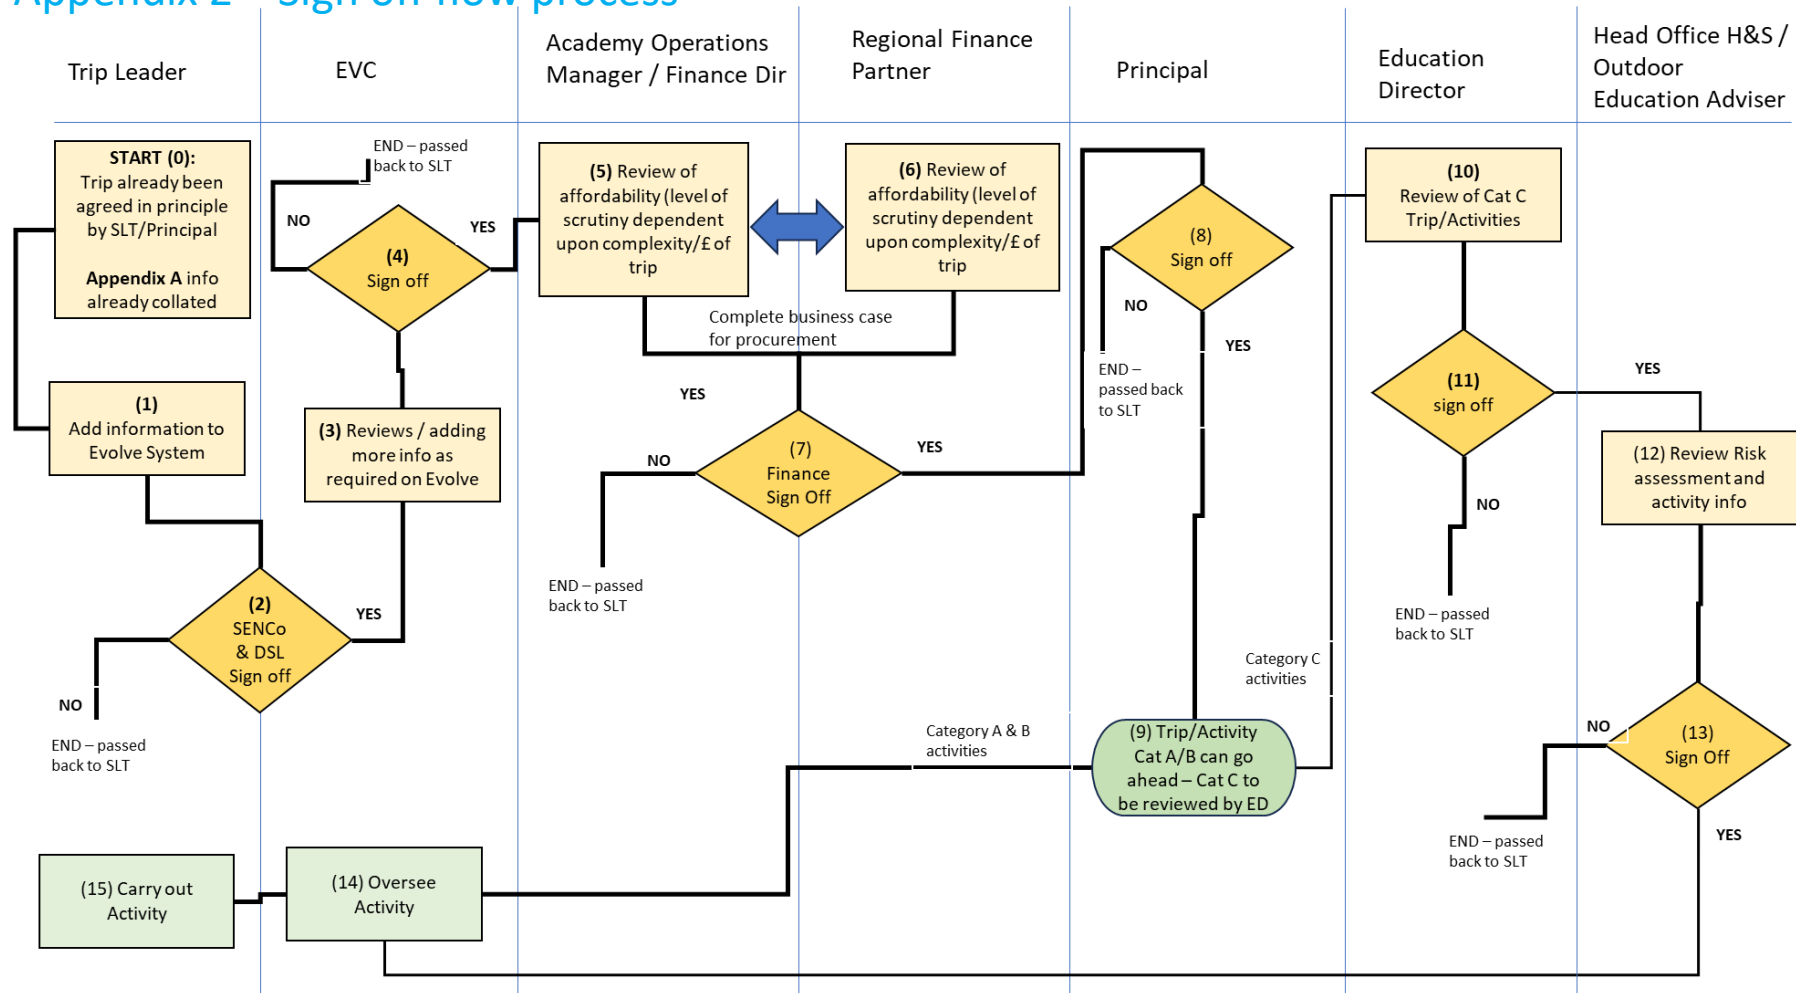 Appendix 2 – Sign off flow process
Trip Leader
EVC
Academy Operations
Manager / Finance Dir
Regional Finance
Partner
Principal
Education
Director
Head Office H&S /
Outdoor
Education Adviser
START (0):
Trip already been
agreed in principle
by SLT/Principal
Appendix A info
already collated
(1)
Add information to
Evolve System
(2)
SENCo
& DSL
Sign off
YES
NO
END – passed
back to SLT
(3) Reviews / adding
more info as
required on Evolve
(4)
Sign off
NO
END – passed
back to SLT
YES
(5) Review of
affordability (level of
scrutiny dependent
upon complexity/£ of
trip
(6) Review of
affordability (level of
scrutiny dependent
upon complexity/£ of
trip
Complete business case
for procurement
YES
(7)
Finance
Sign Off
NO
END – passed
back to SLT
YES
(8)
Sign off
NO
END –
passed back
to SLT
YES
(9) Trip/Activity
Cat A/B can go
ahead – Cat C to
be reviewed by ED
Category A & B
activities
Category C
activities
(10)
Review of Cat C
Trip/Activities
(11)
sign off
NO
END – passed
back to SLT
YES
(12) Review Risk
assessment and
activity info
(13)
Sign Off
NO
END – passed
back to SLT
YES
(14) Oversee
Activity
(15) Carry out
Activity